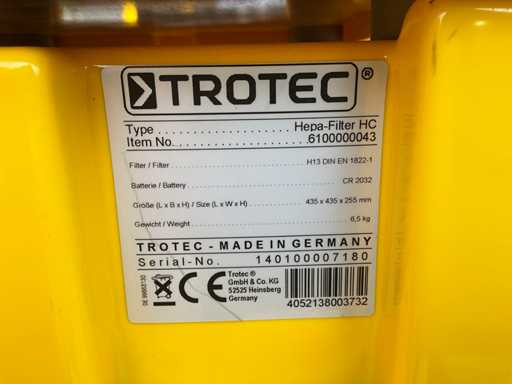 TROTEC ®
Type .................... Hepa-Filter HC
Item No. .................... 6100000043
Filter / Filter .................... H13 DIN EN 1822-1
Batterie / Battery .................... CR 2032
Größe (L x B x H) / Size (L x W x H) .................... 435 x 435 x 255 mm
Gewicht / Weight .................... 6,5 kg
TROTEC - MADE IN GERMANY
Serial-No. 140100007180
Trotec ®
GmbH & Co. KG
52525 Heinsberg
Germany
CE
4052138003732